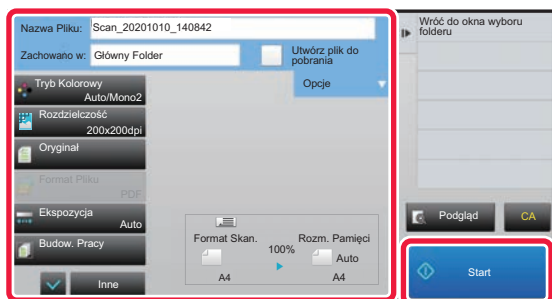 Nazwa Pliku: Scan_20201010_140842
Zachowano w: Główny Folder
Utwórz plik do
pobrania
Opcje
Tryb Kolorowy
Auto/Mono2
Rozdzielczość
200x200dpi
Oryginał
Format Pliku
PDF
Ekspozycja
Auto
Budow. Pracy
Inne
Format Skan.
100%
Rozm. Pamięci
Auto
A4
A4
Wróć do okna wyboru
folderu
Podgląd
CA
Start